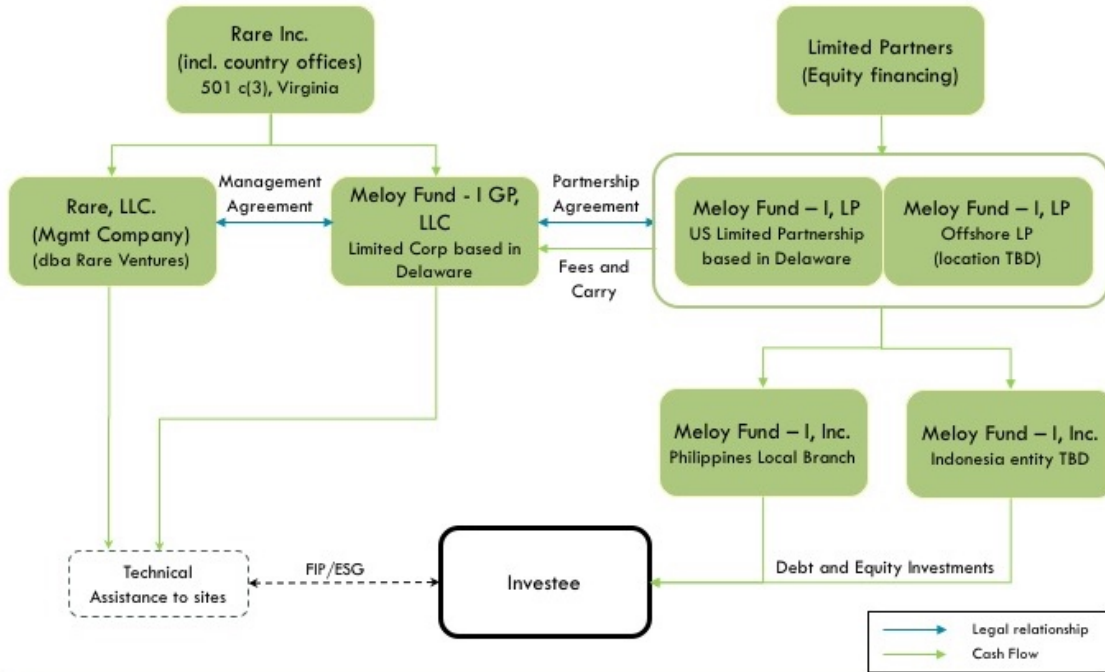 Rare Inc.
(incl. country offices)
501 c(3), Virginia
Limited Partners
(Equity financing)
Rare, LLC.
(Mgmt Company)
(dba Rare Ventures)
Management
Agreement
Meloy Fund - I GP,
LLC
Limited Corp based in
Delaware
Partnership
Agreement
Fees and
Carry
Meloy Fund – I, LP
US Limited Partnership
based in Delaware
Meloy Fund – I, LP
Offshore LP
(location TBD)
Meloy Fund – I, Inc.
Philippines Local Branch
Meloy Fund – I, Inc.
Indonesia entity TBD
Technical
Assistance to sites
FIP/ESG
Investee
Debt and Equity Investments
Legal relationship
Cash Flow